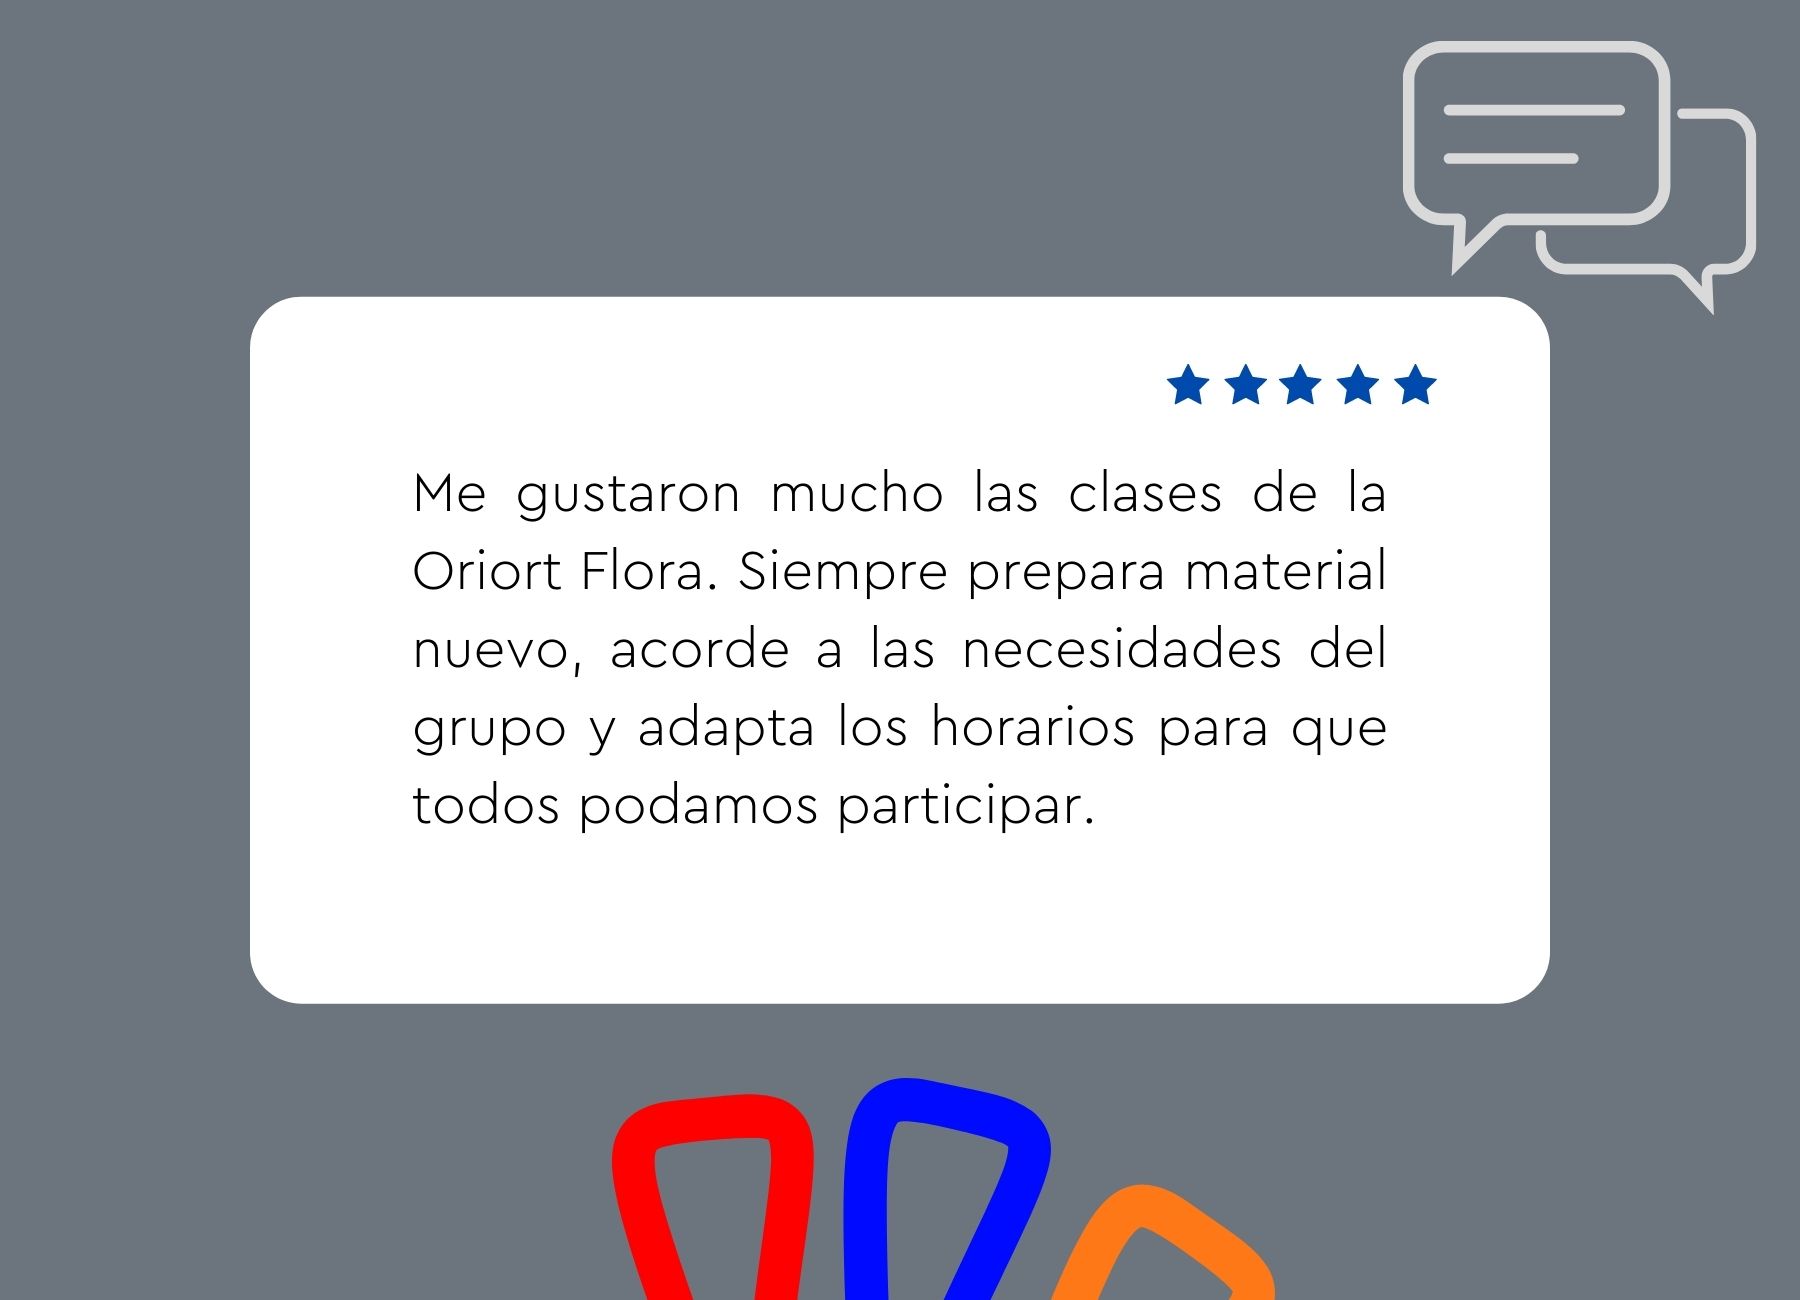 Me gustaron mucho las clases de la
Oriort Flora. Siempre prepara material
nuevo, acorde a las necesidades del
grupo y adapta los horarios para que
todos podamos participar.